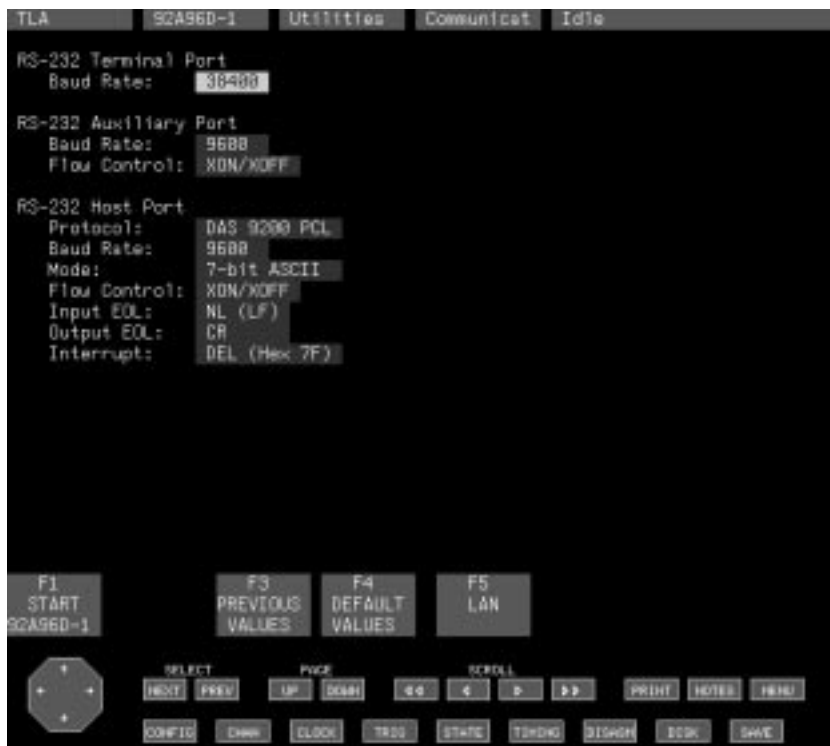 TLA 92A96D-1 Utilities Communicat Idle
RS-232 Terminal Port
Baud Rate: 38400
RS-232 Auxiliary Port
Baud Rate: 9600
Flow Control: XON/XOFF
RS-232 Host Port
Protocol: DAS 9200 PCL
Baud Rate: 9600
Mode: 7-bit ASCII
Flow Control: XON/XOFF
Input EOL: NL (LF)
Output EOL: CR
Interrupt: DEL (Hex 7F)
F1 START 92A96D-1
F3 PREVIOUS VALUES
F4 DEFAULT VALUES
F5 LAN
SELECT PAGE SCROLL
NEXT PREV UP DOWN PRINT NOTES MENU
CONFIG CHAN CLOCK TRIG STATE TIMING DISASM DISK SAVE